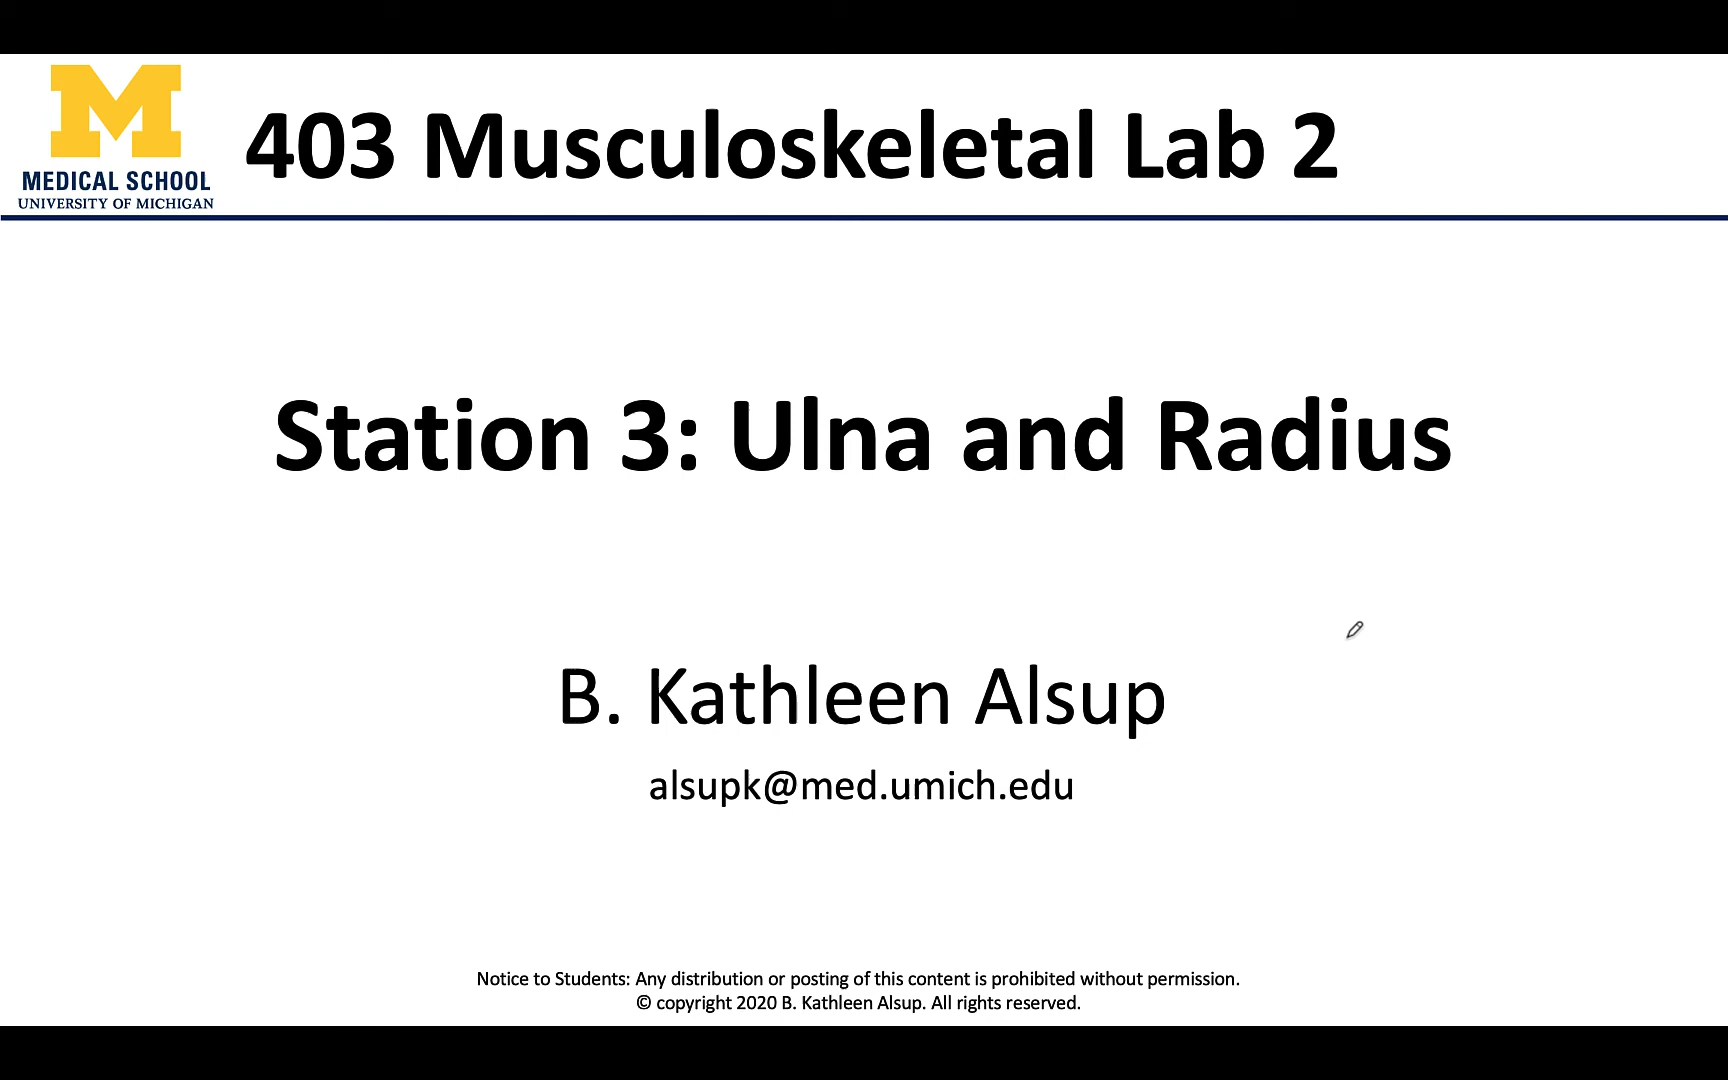 M
MEDICAL SCHOOL
UNIVERSITY OF MICHIGAN
403 Musculoskeletal Lab 2
Station 3: Ulna and Radius
B. Kathleen Alsup
alsupk@med.umich.edu
Notice to Students: Any distribution or posting of this content is prohibited without permission.
© copyright 2020 B. Kathleen Alsup. All rights reserved.